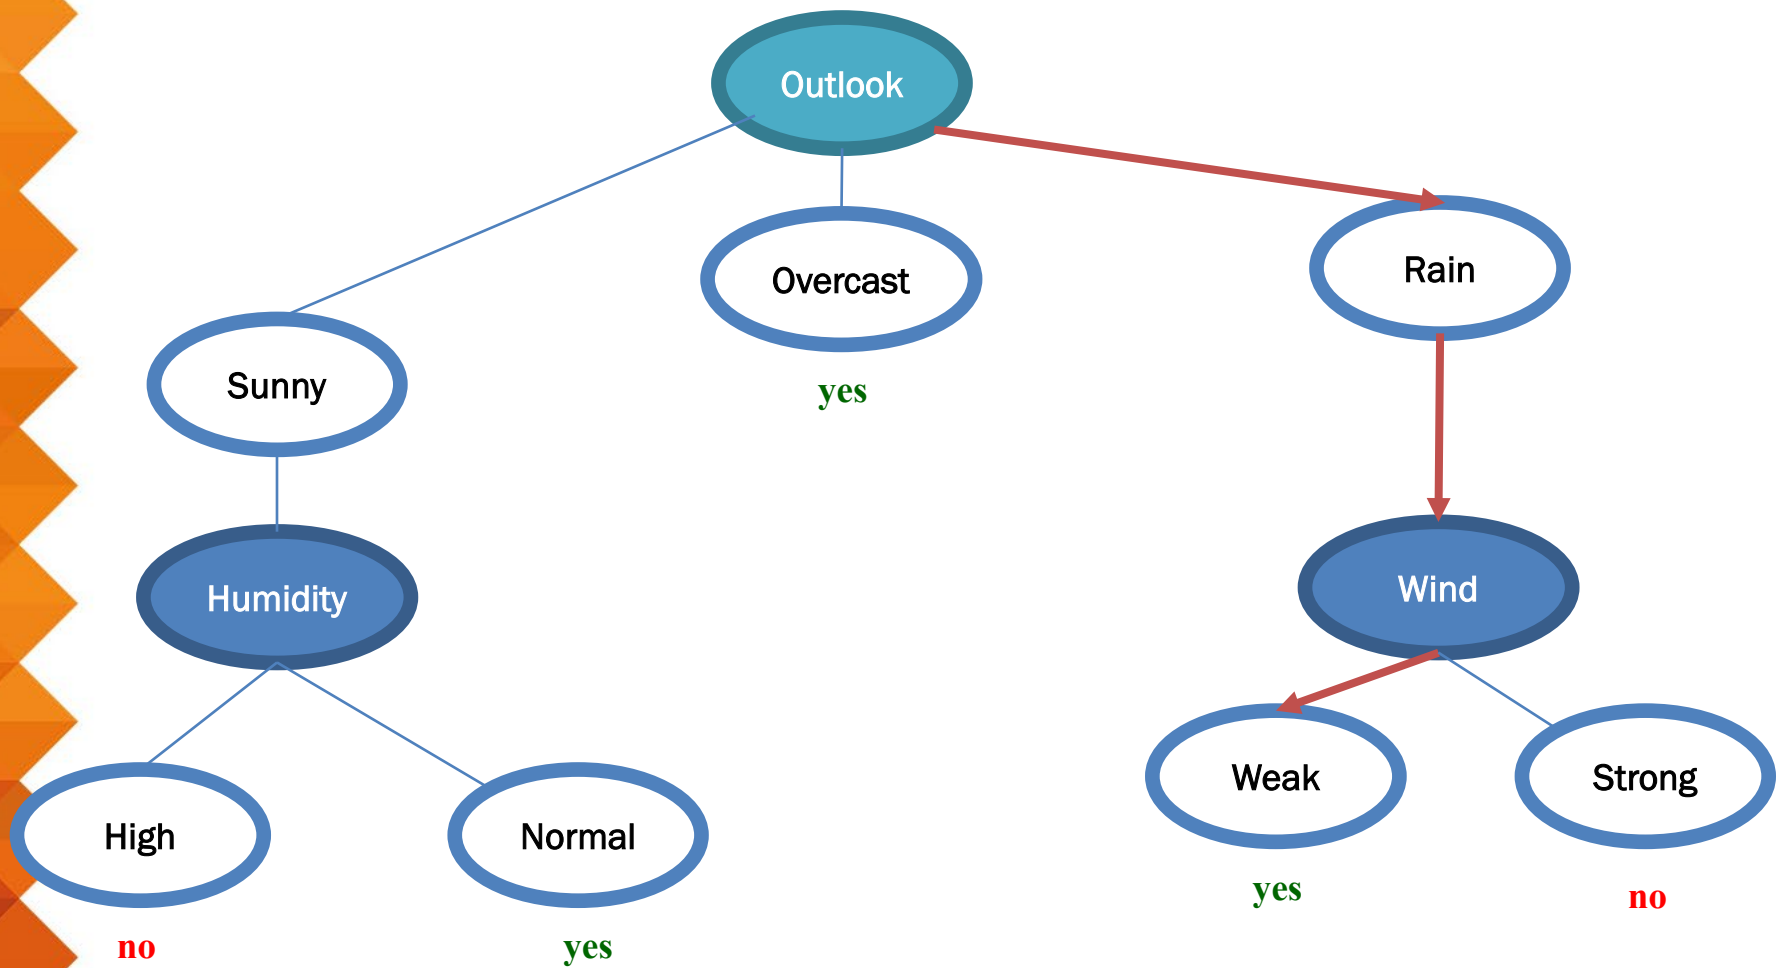 Outlook
Overcast
Rain
yes
Sunny
Humidity
Wind
High
Normal
Weak
Strong
no
yes
yes
no